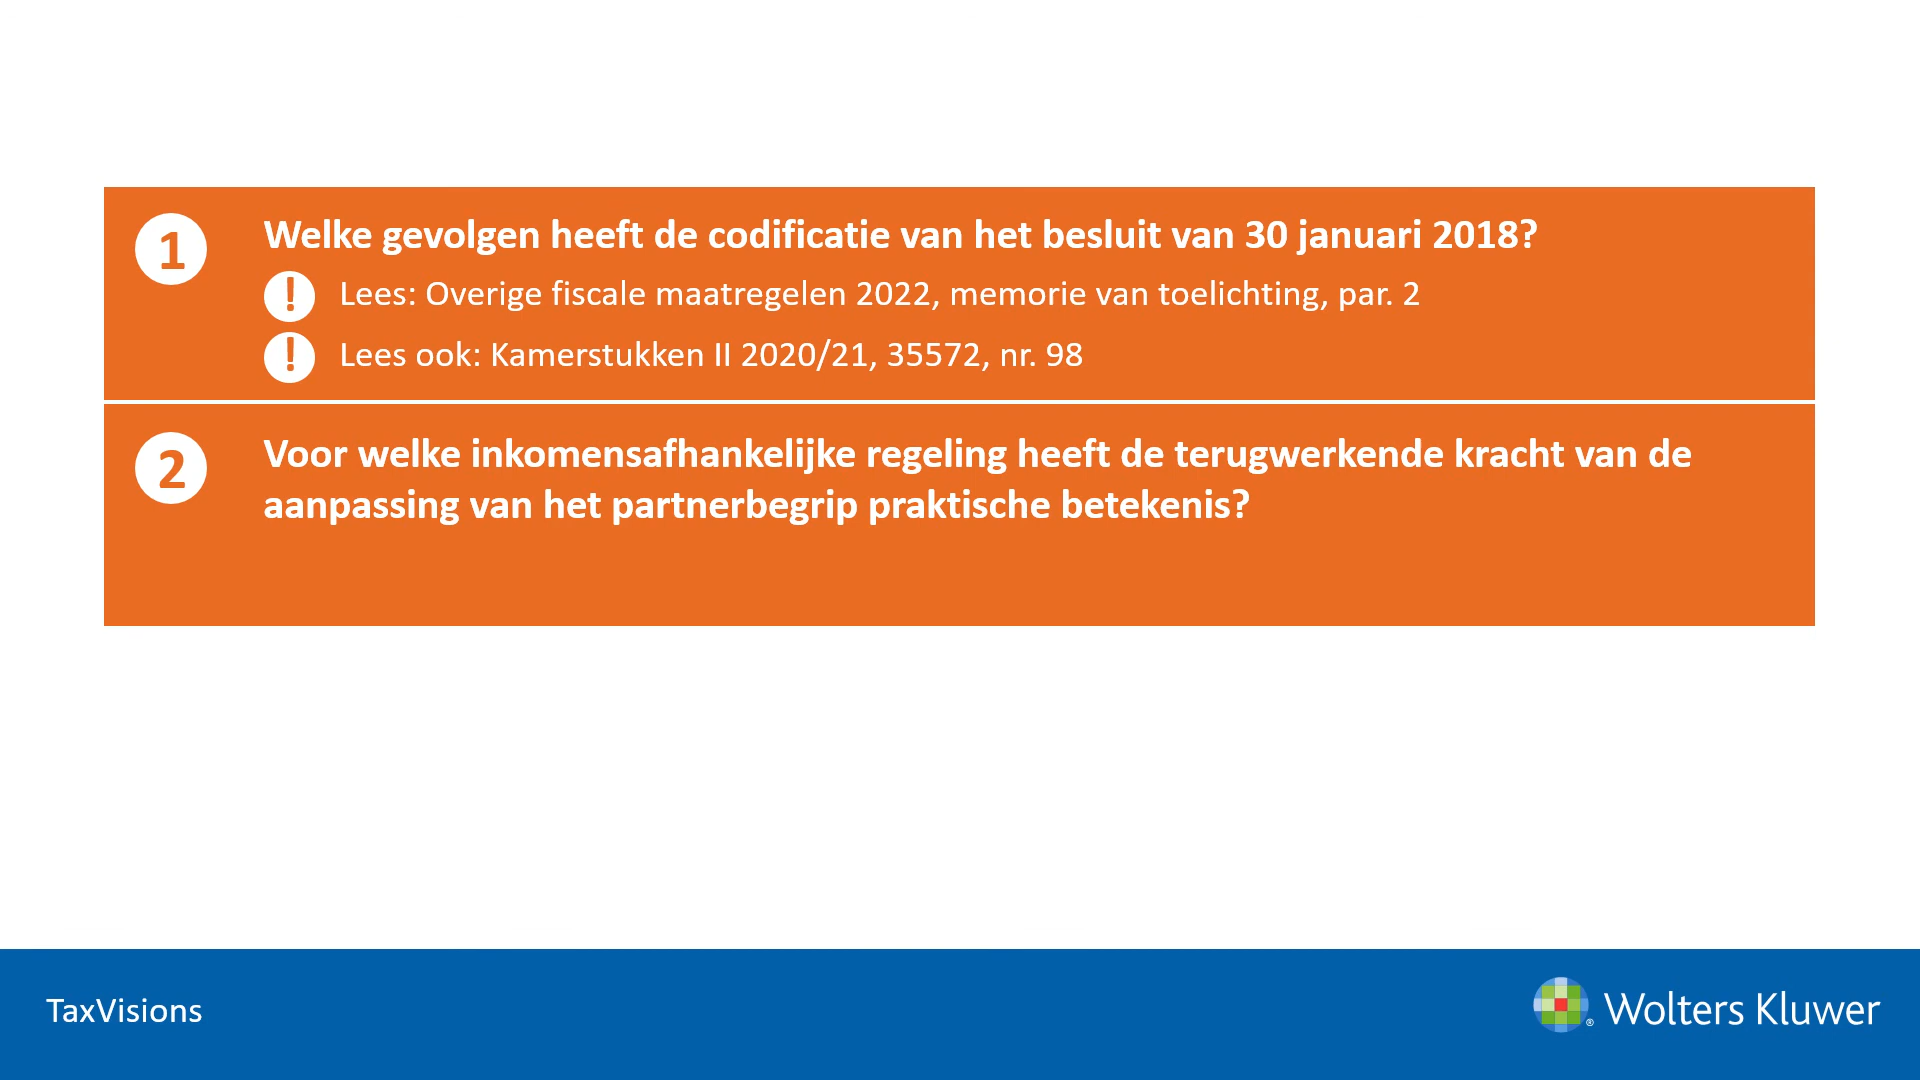 1
Welke gevolgen heeft de codificatie van het besluit van 30 januari 2018?
! Lees: Overige fiscale maatregelen 2022, memorie van toelichting, par. 2
! Lees ook: Kamerstukken II 2020/21, 35572, nr. 98
2
Voor welke inkomensafhankelijke regeling heeft de terugwerkende kracht van de
aanpassing van het partnerbegrip praktische betekenis?
TaxVisions
® Wolters Kluwer